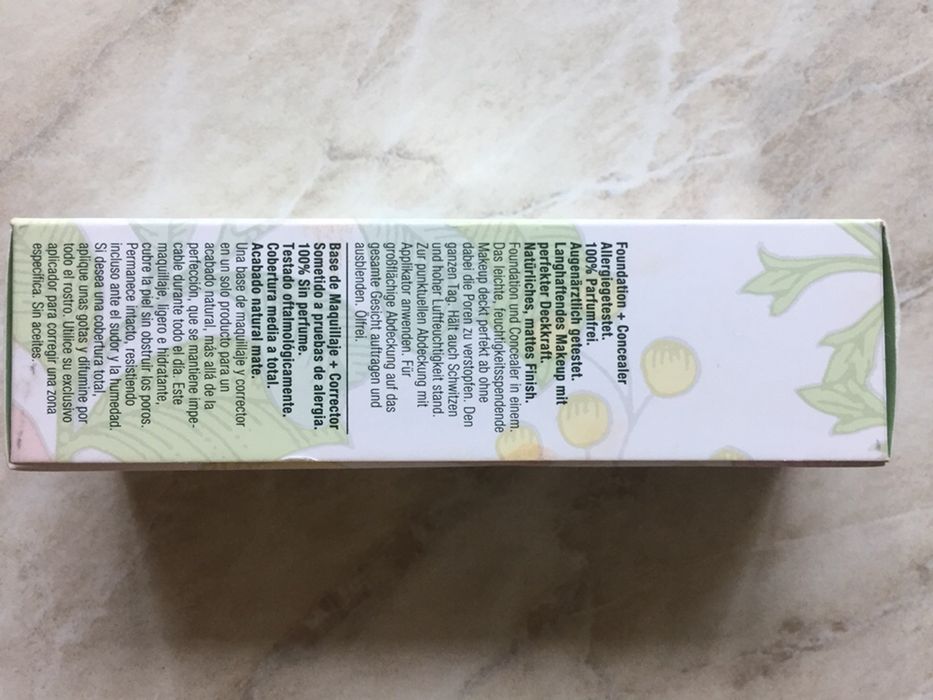 Foundation + Concealer
Allergiegetestet.
100% Parfumfrei.
Augenärztlich getestet.
Langhaftendes Makeup mit
perfekter Deckkraft.
Natürliches, mattes Finish.
Foundation und Concealer in einem.
Das leichte, feuchtigkeitsspendende
Makeup deckt perfekt ab ohne
dabei die Poren zu verstopfen. Den
ganzen Tag. Hält auch Schwitzen
und hoher Luftfeuchtigkeit stand.
Zur punktuellen Abdeckung mit
Applikator anwenden. Für
großflächige Abdeckung auf das
gesamte Gesicht auftragen und
ausblenden. Ölfrei.
Base de Maquillaje + Corrector
Sometido a pruebas de alergia.
100% Sin perfume.
Testado oftalmológicamente.
Cobertura media a total.
Acabado natural mate.
Una base de maquillaje y corrector
en un solo producto para un
acabado natural, más allá de la
perfección, que se mantiene impe-
cable durante todo el día. Este
maquillaje, ligero e hidratante,
cubre la piel sin obstruir los poros.
Permanece intacto, resistiendo
incluso ante el sudor y la humedad.
Si desea una cobertura total,
aplique unas gotas y difumine por
todo el rostro. Utilice su exclusivo
aplicador para corregir una zona
específica. Sin aceites.